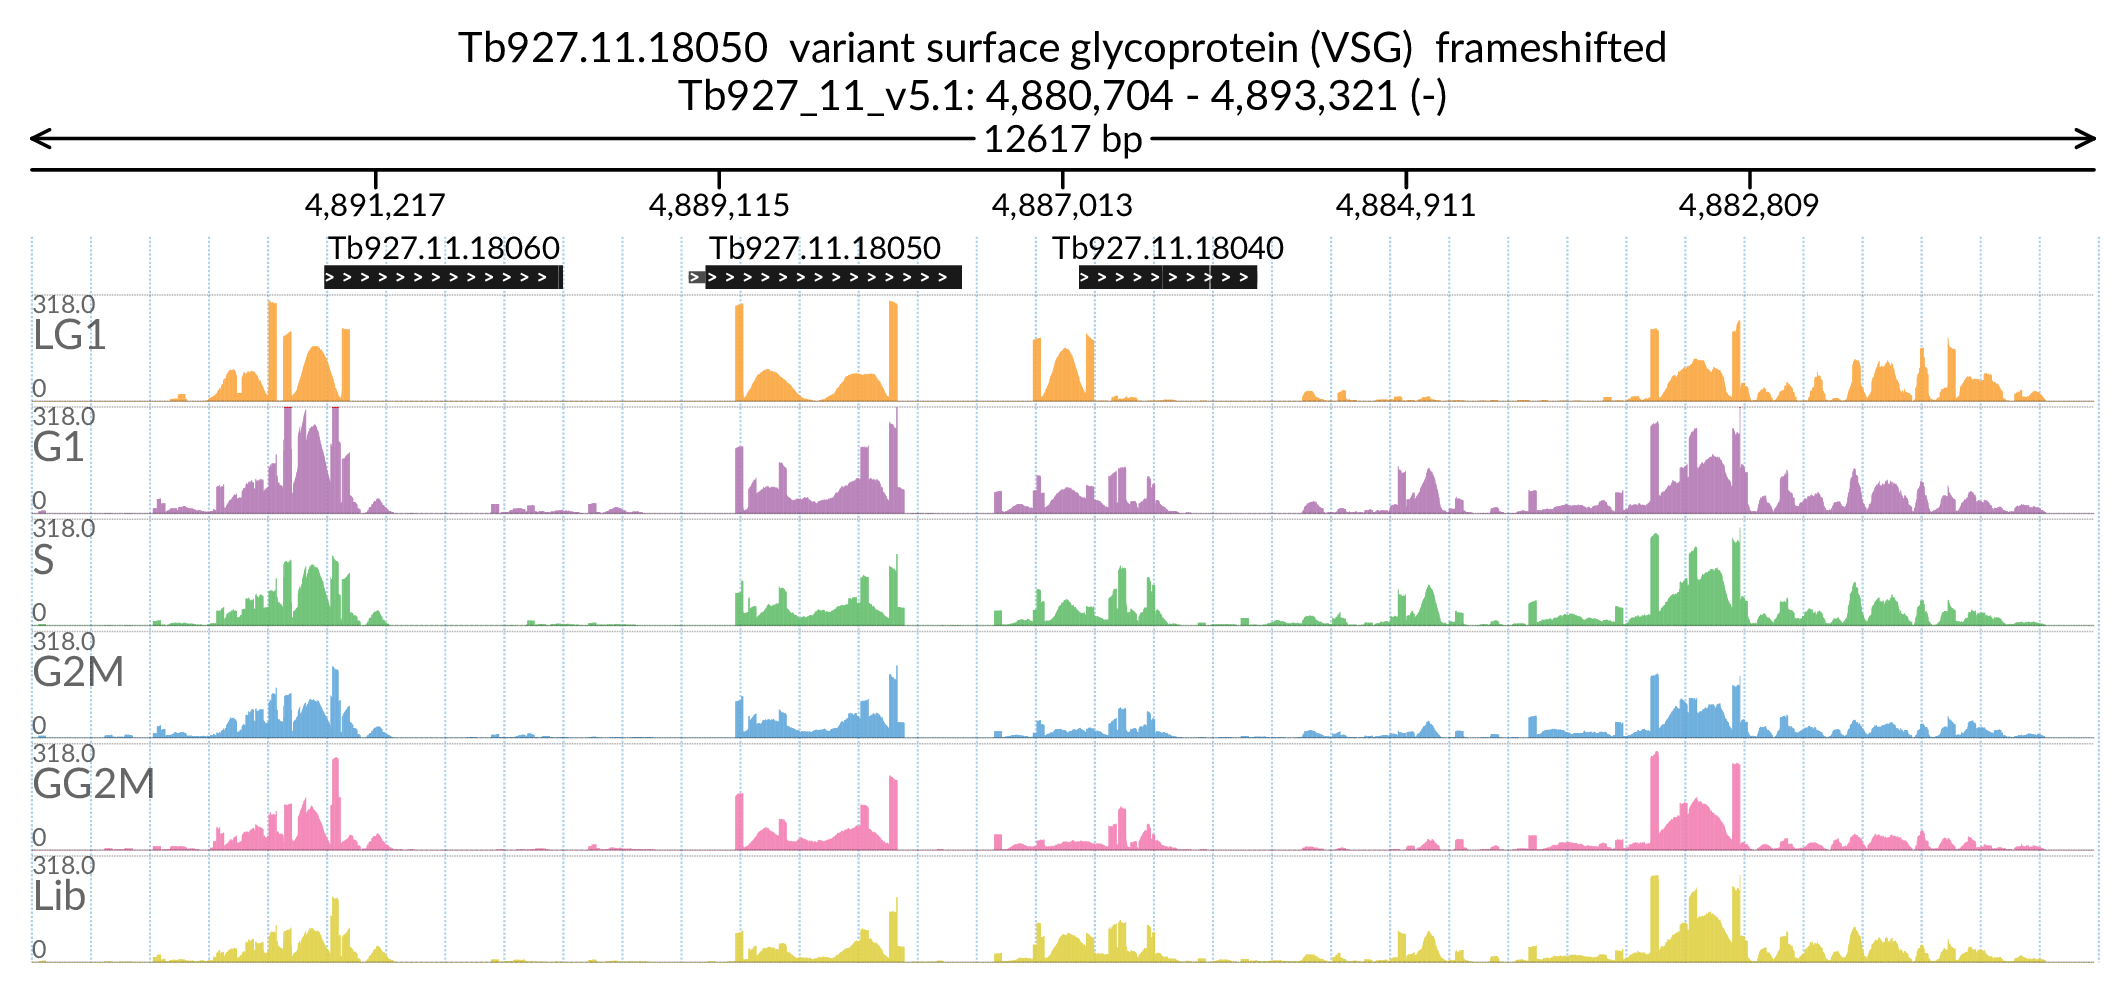 Tb927.11.18050  variant surface glycoprotein (VSG)  frameshifted
Tb927_11_v5.1: 4,880,704 - 4,893,321 (-)
12617 bp
4,891,217 4,889,115 4,887,013 4,884,911 4,882,809
Tb927.11.18060 Tb927.11.18050 Tb927.11.18040
318.0
LG1
0
318.0
G1
0
318.0
S
0
318.0
G2M
0
318.0
GG2M
0
318.0
Lib
0